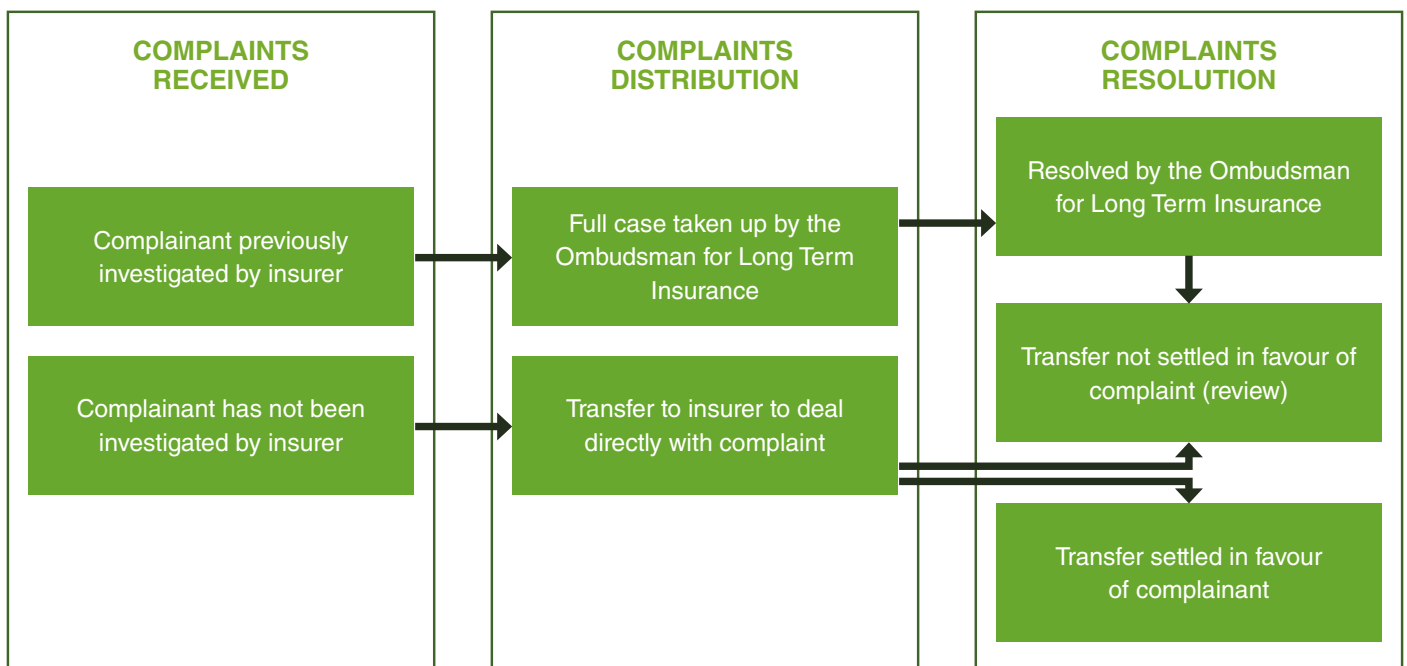 COMPLAINTS
RECEIVED
Complainant previously
investigated by insurer
Complainant has not been
investigated by insurer
COMPLAINTS
DISTRIBUTION
Full case taken up by the
Ombudsman for Long Term
Insurance
Transfer to insurer to deal
directly with complaint
COMPLAINTS
RESOLUTION
Resolved by the Ombudsman
for Long Term Insurance
Transfer not settled in favour of
complaint (review)
Transfer settled in favour
of complainant